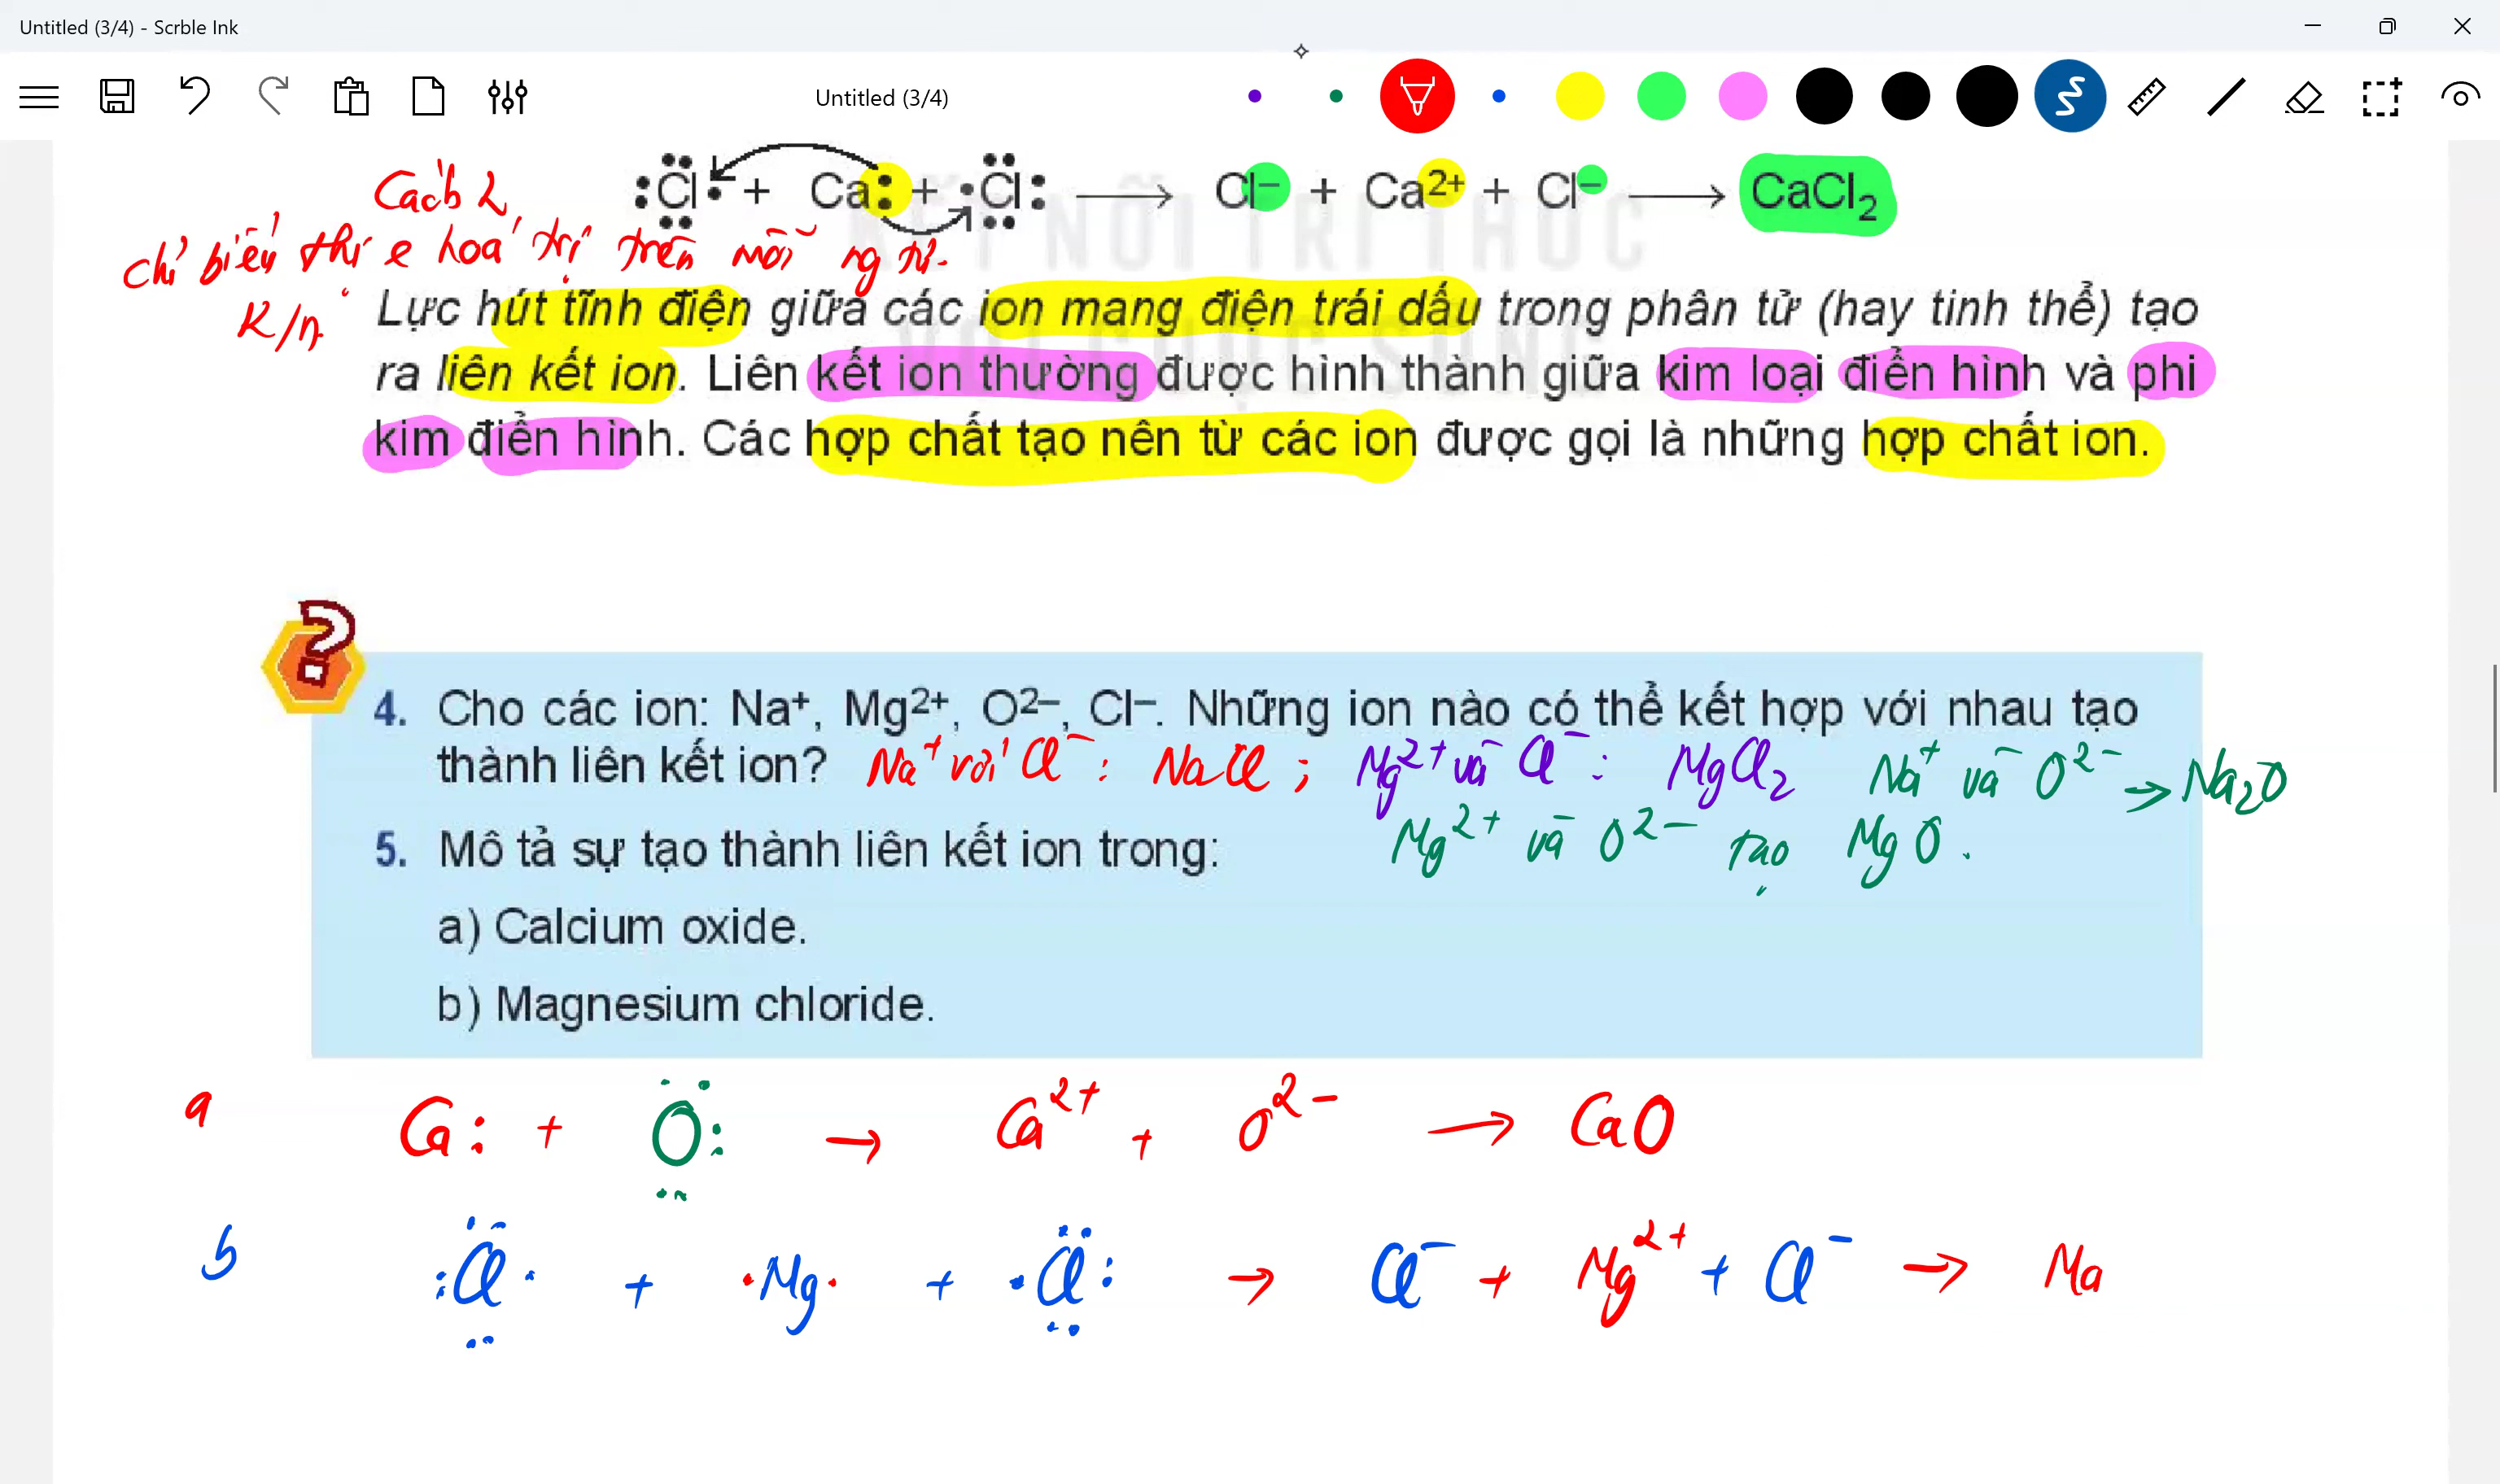 Untitled (3/4) - Scrble Ink
Untitled (3/4)
Cách 2
:Cl· + Ca: + ·Cl: ⟶ Cl⁻ + Ca²⁺ + Cl⁻ ⟶ CaCl₂
chỉ biểu thị e hoá trị trên mỗi ng tử.
KẾT NỐI TRI THỨC
K/n
Lực hút tĩnh điện giữa các ion mang điện trái dấu trong phân tử (hay tinh thể) tạo
VỚI CUỘC SỐNG
ra liên kết ion. Liên kết ion thường được hình thành giữa kim loại điển hình và phi
kim điển hình. Các hợp chất tạo nên từ các ion được gọi là những hợp chất ion.
?
4. Cho các ion: Na⁺, Mg²⁺, O²⁻, Cl⁻. Những ion nào có thể kết hợp với nhau tạo
thành liên kết ion? Na⁺ với Cl⁻ : NaCl ; Mg²⁺ và Cl⁻ : MgCl₂ Na⁺ và O²⁻ → Na₂O
Mg²⁺ và O²⁻ tạo MgO.
5. Mô tả sự tạo thành liên kết ion trong:
a) Calcium oxide.
b) Magnesium chloride.
a Ca: + O: → Ca²⁺ + O²⁻ → CaO
b :Cl· + ·Mg· + ·Cl: → Cl⁻ + Mg²⁺ + Cl⁻ → Ma